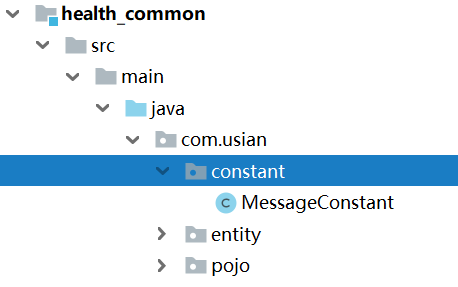 health_common
src
main
java
com.usian
constant
C MessageConstant
entity
pojo